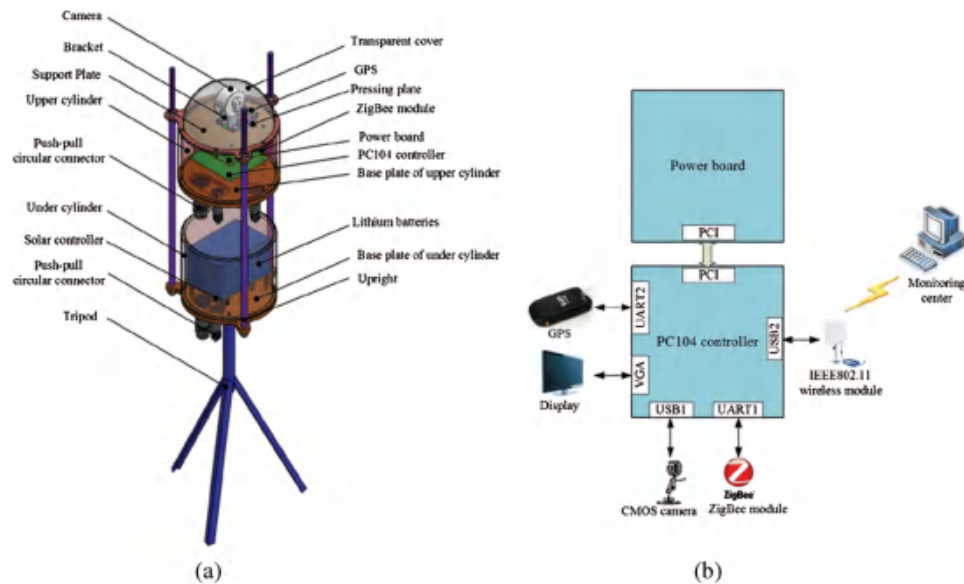 Camera
Bracket
Support Plate
Upper cylinder
Push-pull
circular connector
Under cylinder
Solar controller
Push-pull
circular connector
Tripod
Transparent cover
GPS
Pressing plate
ZigBee module
Power board
PC104 controller
Base plate of upper cylinder
Lithium batteries
Base plate of under cylinder
Upright
(a)
Power board
PCI
PCI
UART2
GPS
PC104 controller
USB2
VGA
Display
USB1
UART1
Monitoring
center
IEEE802.11
wireless module
CMOS camera
ZigBee
ZigBee module
(b)